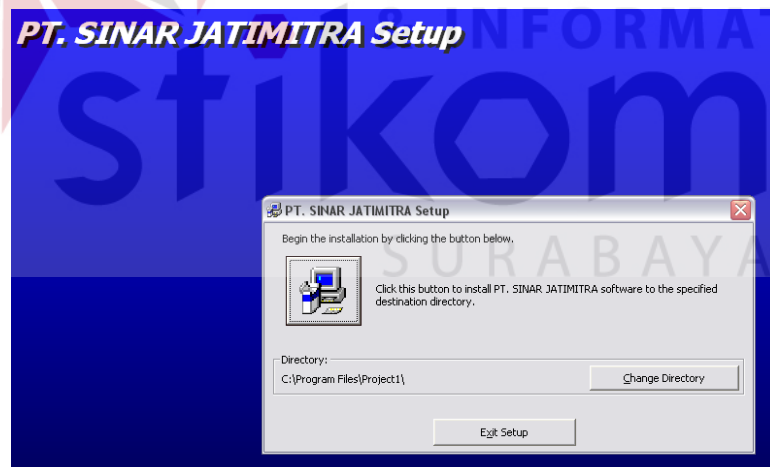 & INFORMAT
PT. SINAR JATIMITRA Setup
stikom
PT. SINAR JATIMITRA Setup
Begin the installation by clicking the button below.
SURABAYA
Click this button to install PT. SINAR JATIMITRA software to the specified
destination directory.
Directory:
C:\Program Files\Project1\
Change Directory
Exit Setup